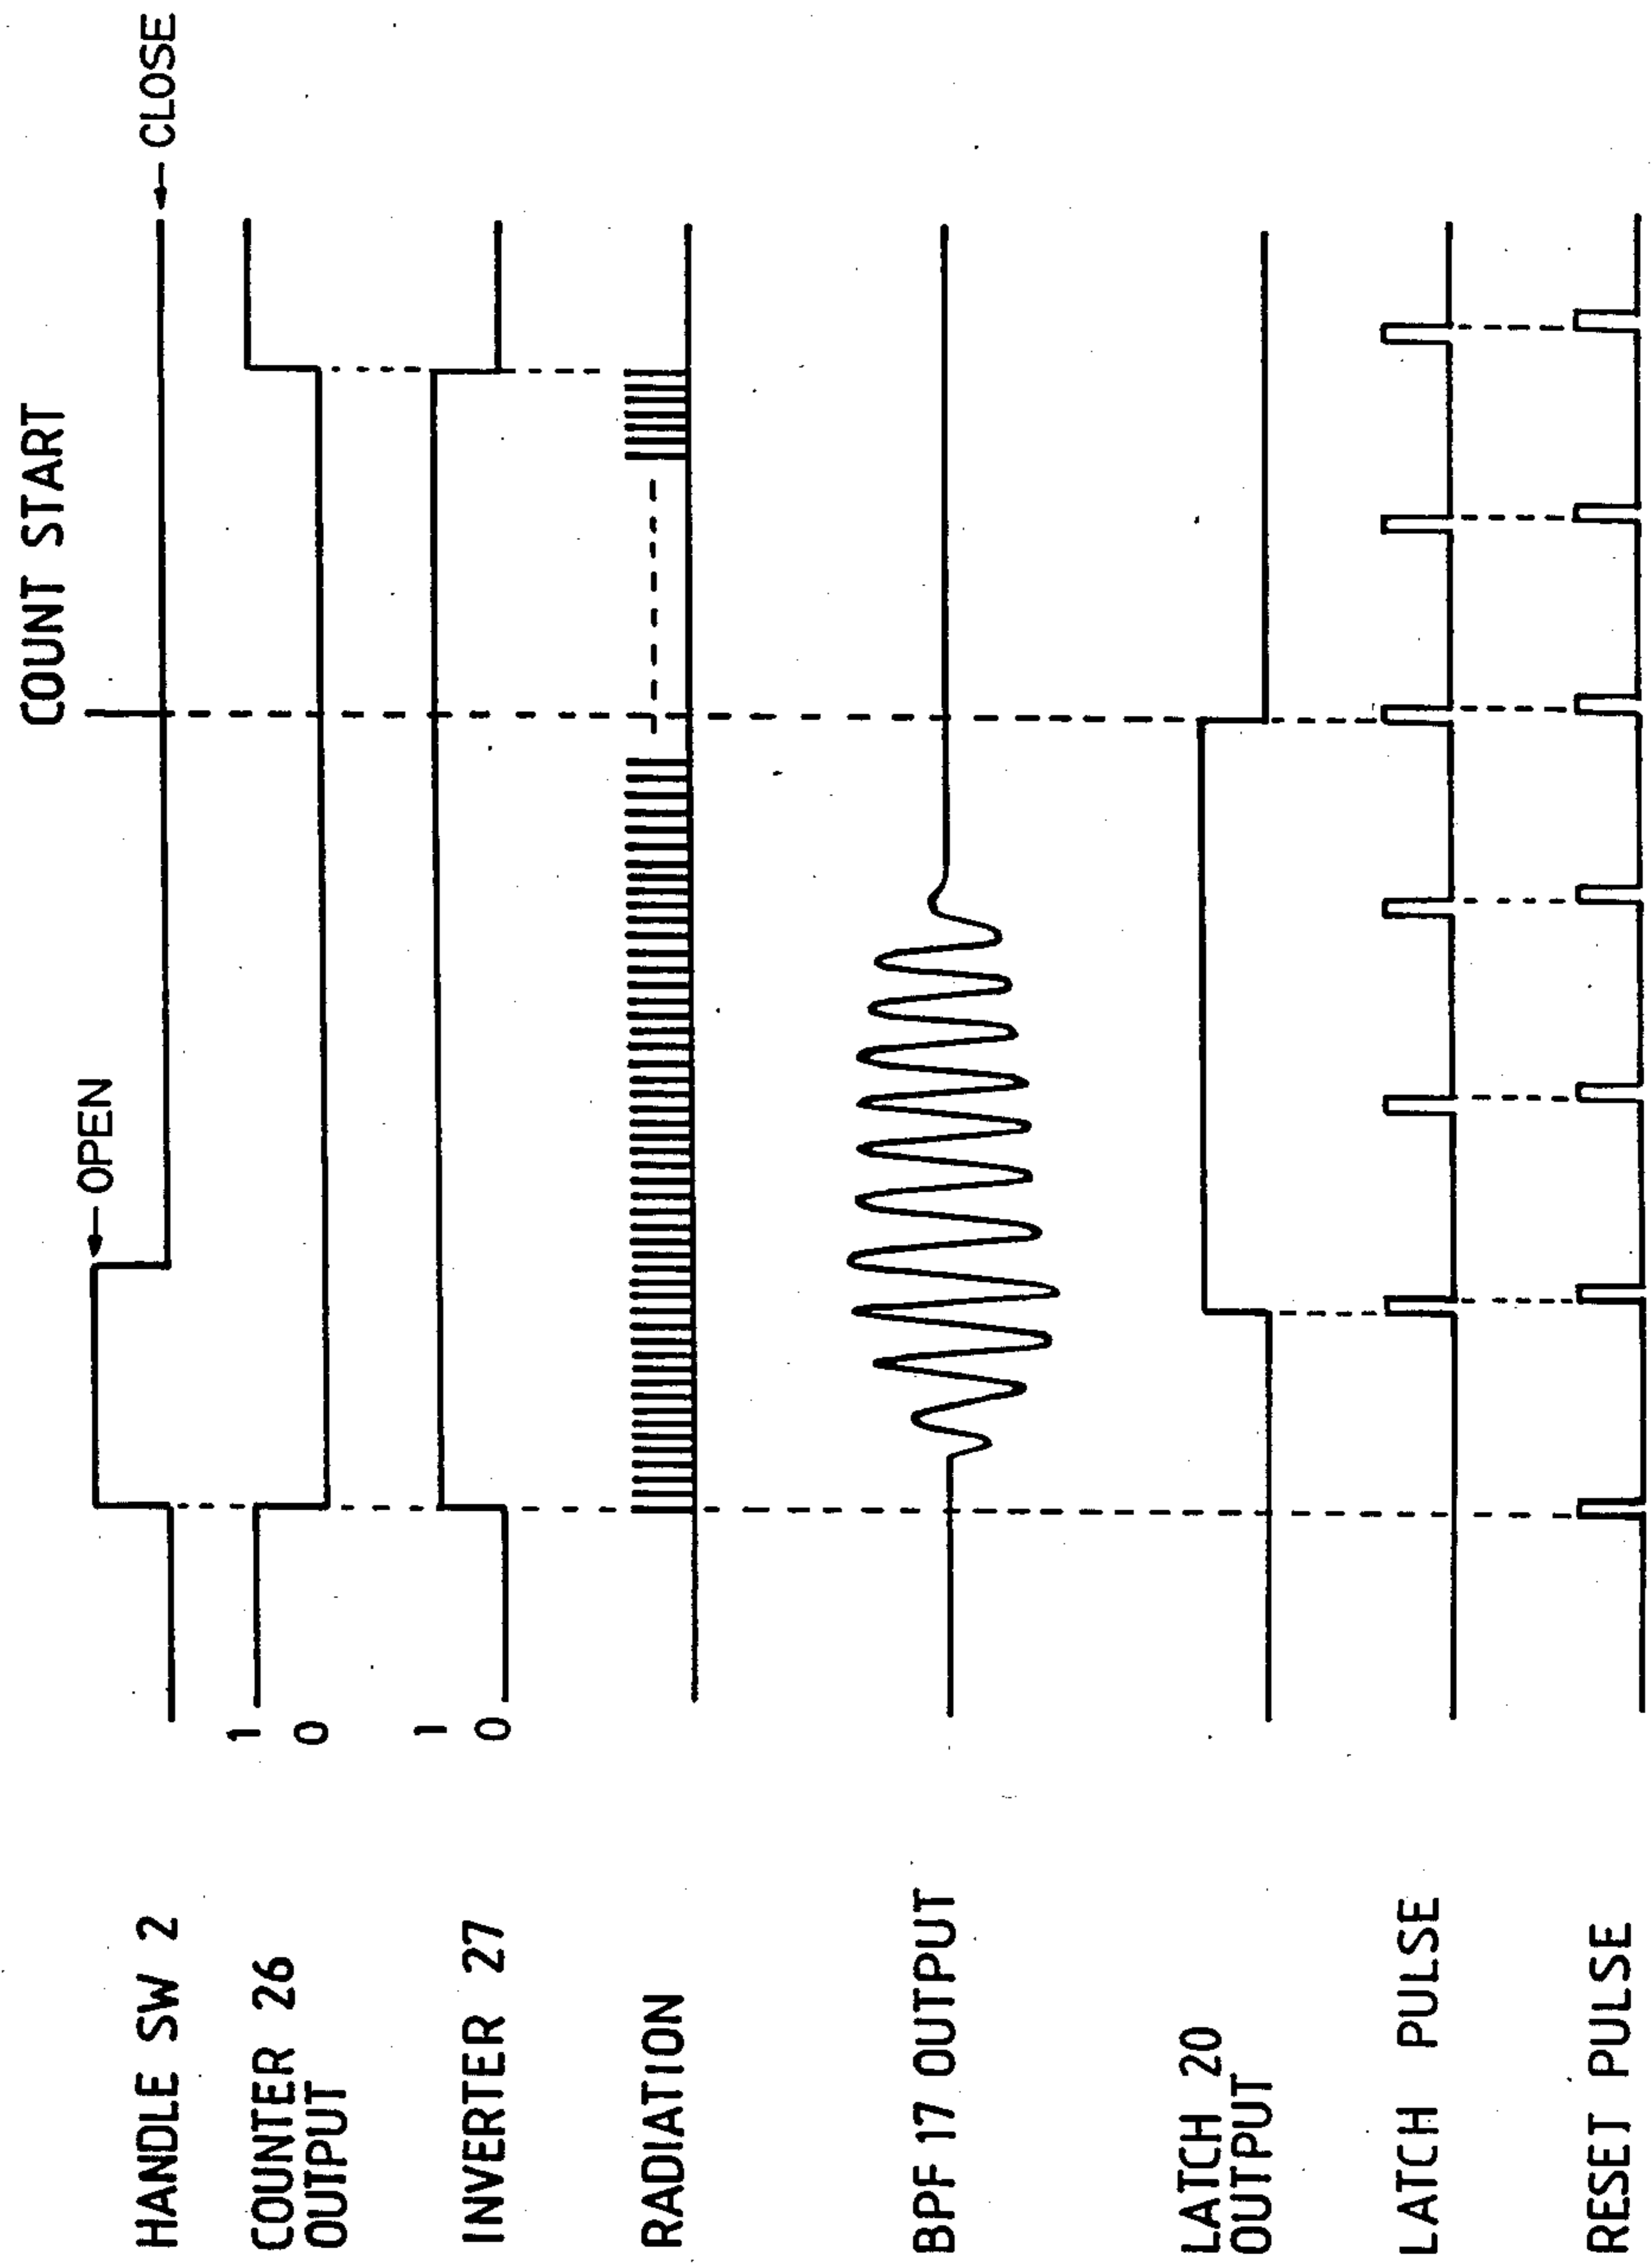 COUNT START
← OPEN
← CLOSE
HANDLE SW 2
COUNTER 26
OUTPUT
1
0
INVERTER 27
1
0
RADIATION
BPF 17 OUTPUT
LATCH 20
OUTPUT
LATCH PULSE
RESET PULSE